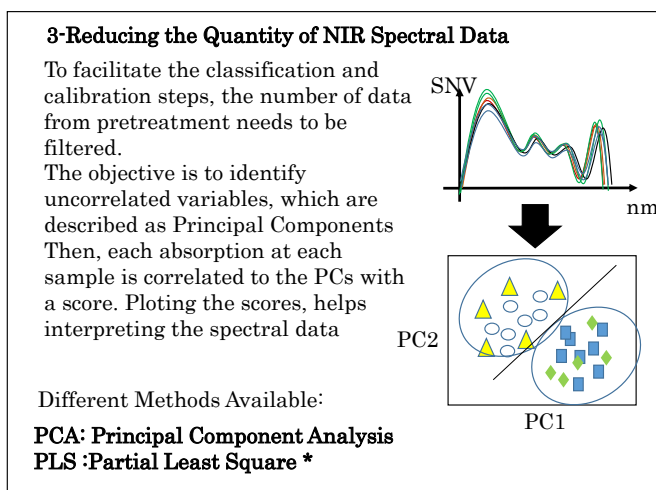 3-Reducing the Quantity of NIR Spectral Data
To facilitate the classification and
calibration steps, the number of data
from pretreatment needs to be
filtered.
The objective is to identify
uncorrelated variables, which are
described as Principal Components
Then, each absorption at each
sample is correlated to the PCs with
a score. Ploting the scores, helps
interpreting the spectral data
SNV
nm
PC2
PC1
Different Methods Available:
PCA: Principal Component Analysis
PLS :Partial Least Square *